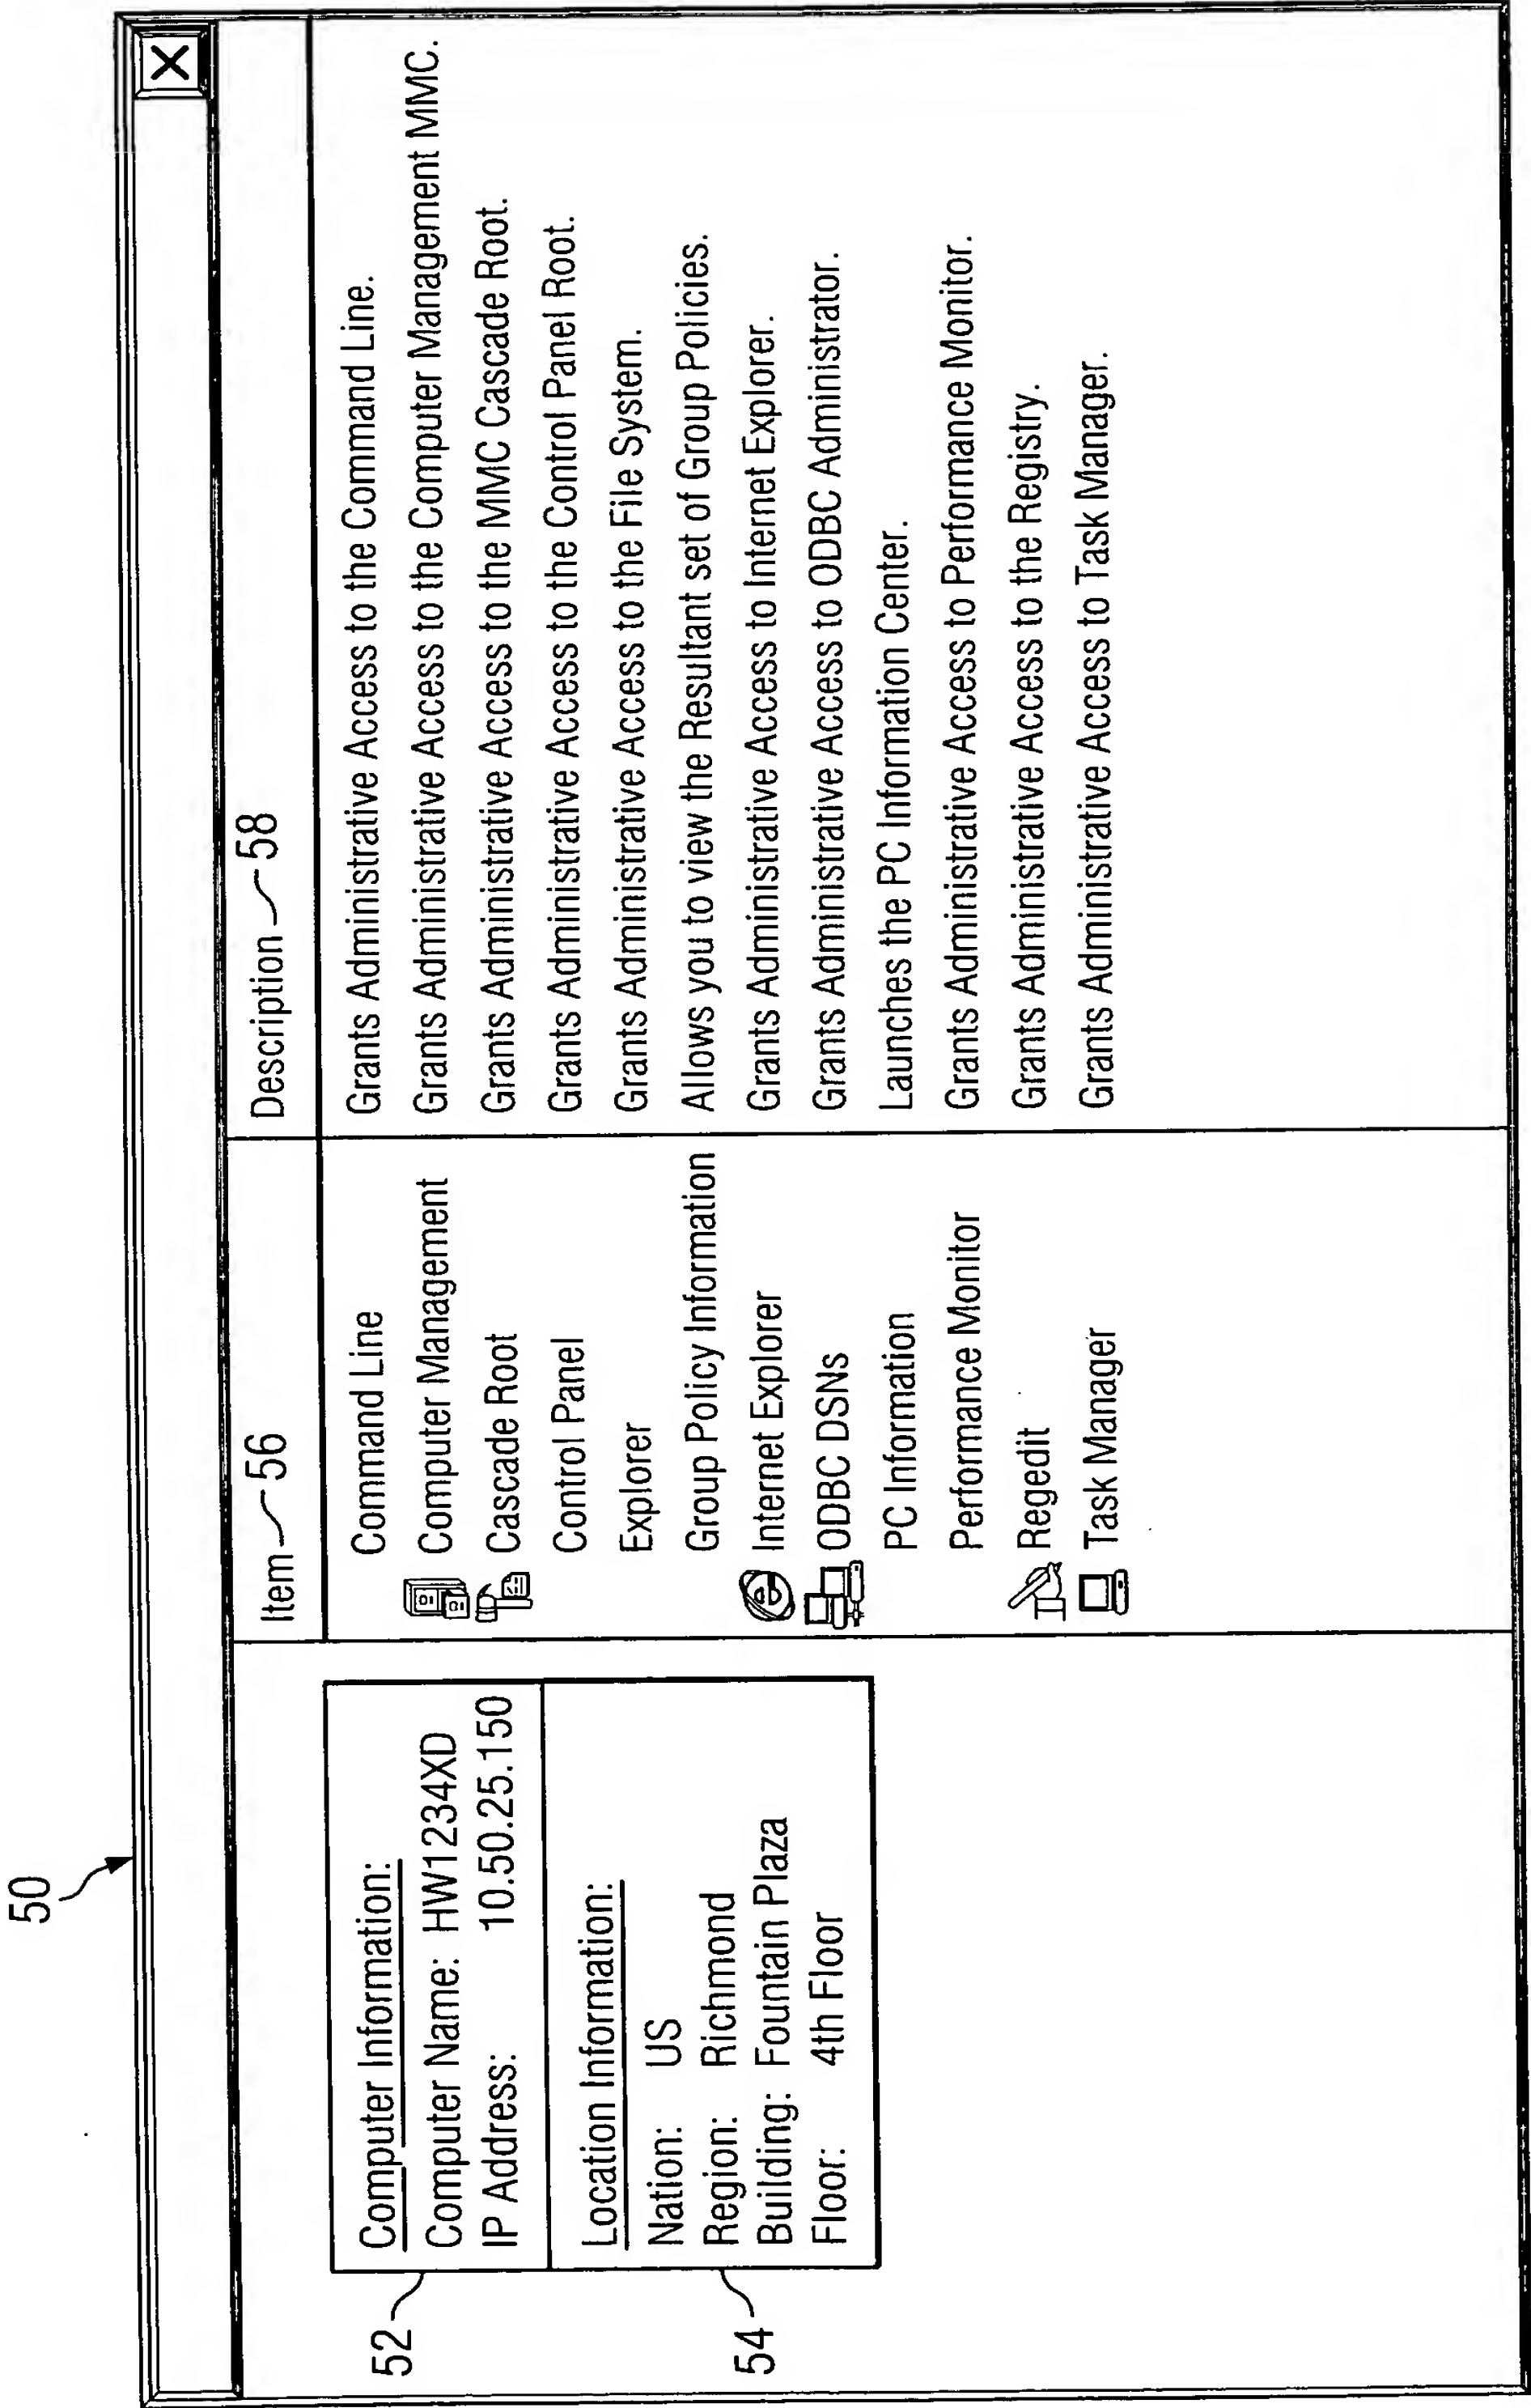 50
X
Item 56
Description 58
52
Computer Information:
Computer Name: HW1234XD
IP Address: 10.50.25.150
54
Location Information:
Nation: US
Region: Richmond
Building: Fountain Plaza
Floor: 4th Floor
Command Line Grants Administrative Access to the Command Line.
Computer Management Grants Administrative Access to the Computer Management MMC.
Cascade Root Grants Administrative Access to the MMC Cascade Root.
Control Panel Grants Administrative Access to the Control Panel Root.
Explorer Grants Administrative Access to the File System.
Group Policy Information Allows you to view the Resultant set of Group Policies.
Internet Explorer Grants Administrative Access to Internet Explorer.
ODBC DSNs Grants Administrative Access to ODBC Administrator.
PC Information Launches the PC Information Center.
Performance Monitor Grants Administrative Access to Performance Monitor.
Regedit Grants Administrative Access to the Registry.
Task Manager Grants Administrative Access to Task Manager.